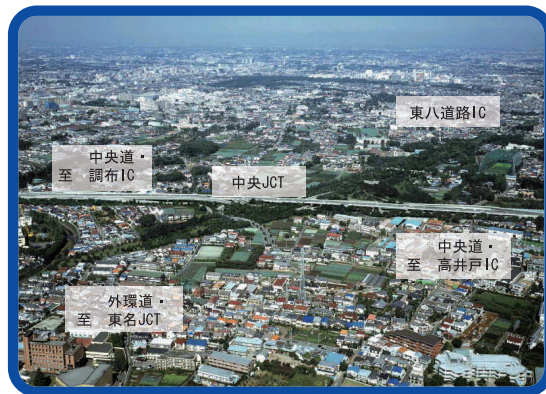 東八道路IC
中央道・
至 調布IC
中央JCT
中央道・
至 高井戸IC
外環道・
至 東名JCT